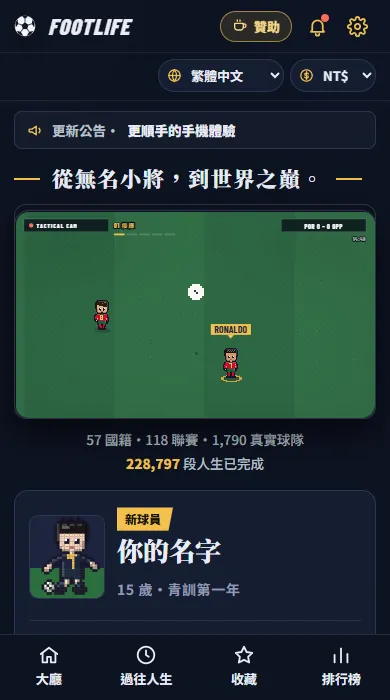 FOOTLIFE
贊助
繁體中文
NT$
更新公告・ 更順手的手機體驗
從無名小將，到世界之巔。
TACTICAL CAM
POR 0 - 0 OPP
RONALDO
57 國籍・118 聯賽・1,790 真實球隊
228,797 段人生已完成
新球員
你的名字
15 歲・青訓第一年
大廳
過往人生
收藏
排行榜